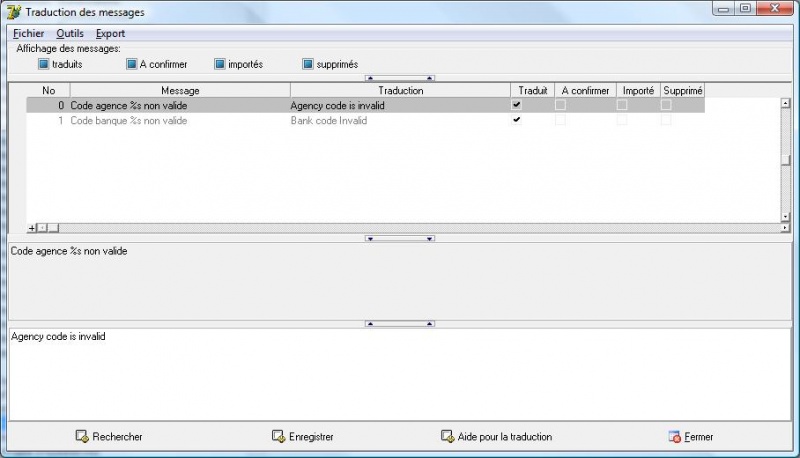 Traduction des messages
Fichier Outils Export
Affichage des messages:
traduits A confirmer importés supprimés
No Message Traduction Traduit A confirmer Importé Supprimé
0 Code agence %s non valide Agency code is invalid
1 Code banque %s non valide Bank code Invalid
Code agence %s non valide
Agency code is invalid
Rechercher Enregistrer Aide pour la traduction Fermer